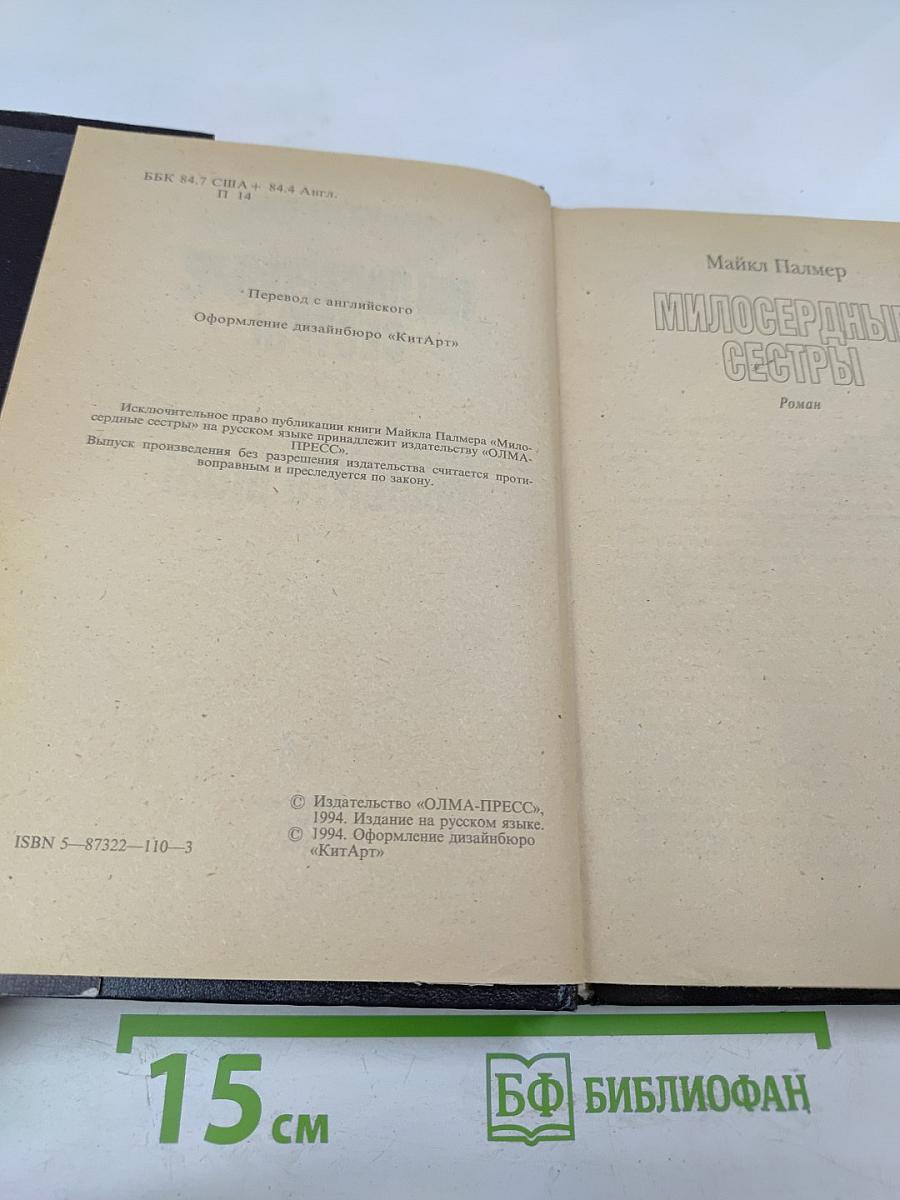 ББК 84.7 США + 84.4 Англ.
П 14
Перевод с английского
Оформление дизайнбюро «КитАрт»
Исключительное право публикации книги Майкла Палмера «Мило-
сердные сестры» на русском языке принадлежит издательству «ОЛМА-
ПРЕСС».
Выпуск произведения без разрешения издательства считается проти-
воправным и преследуется по закону.
ISBN 5—87322—110—3
© Издательство «ОЛМА-ПРЕСС»,
1994. Издание на русском языке.
© 1994. Оформление дизайнбюро
«КитАрт»
Майкл Палмер
МИЛОСЕРДНЫЕ
СЕСТРЫ
Роман
15 см
БФ БИБЛИОФАН